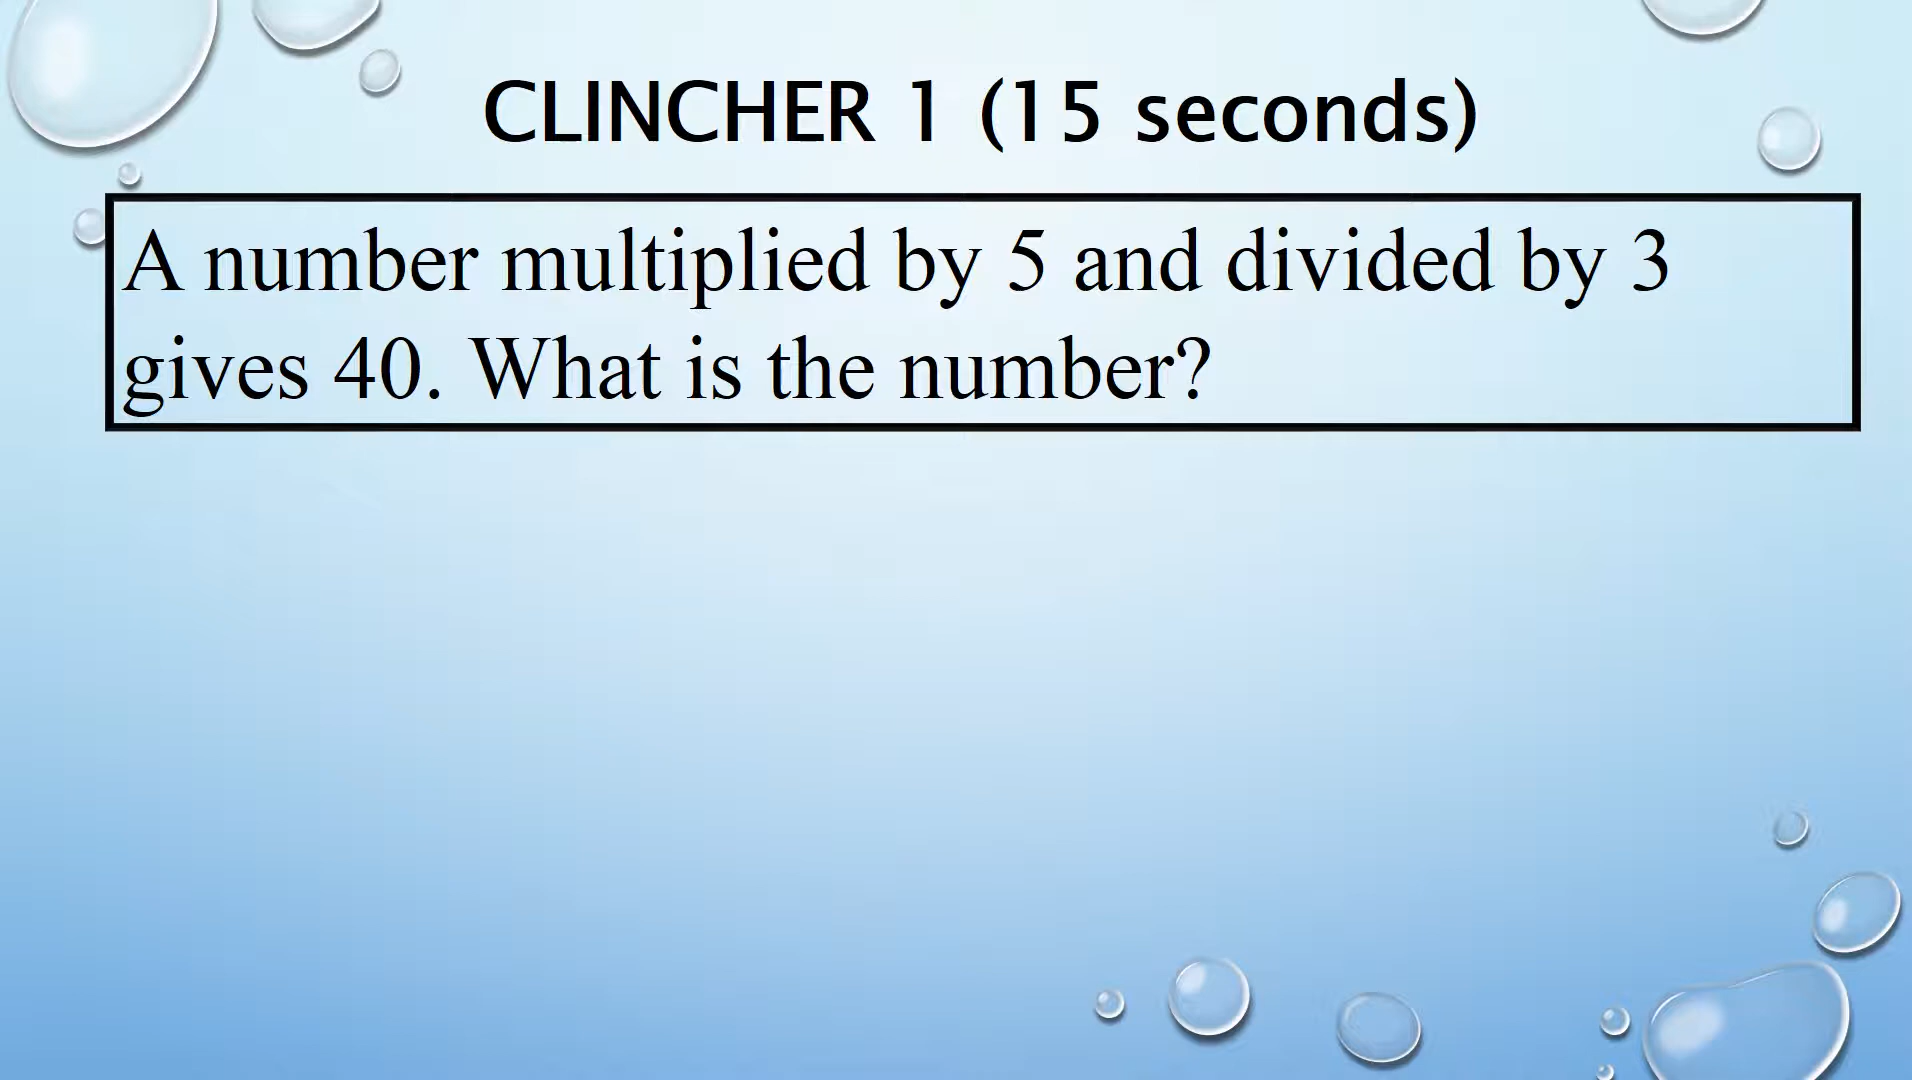 CLINCHER 1 (15 seconds)
A number multiplied by 5 and divided by 3
gives 40. What is the number?